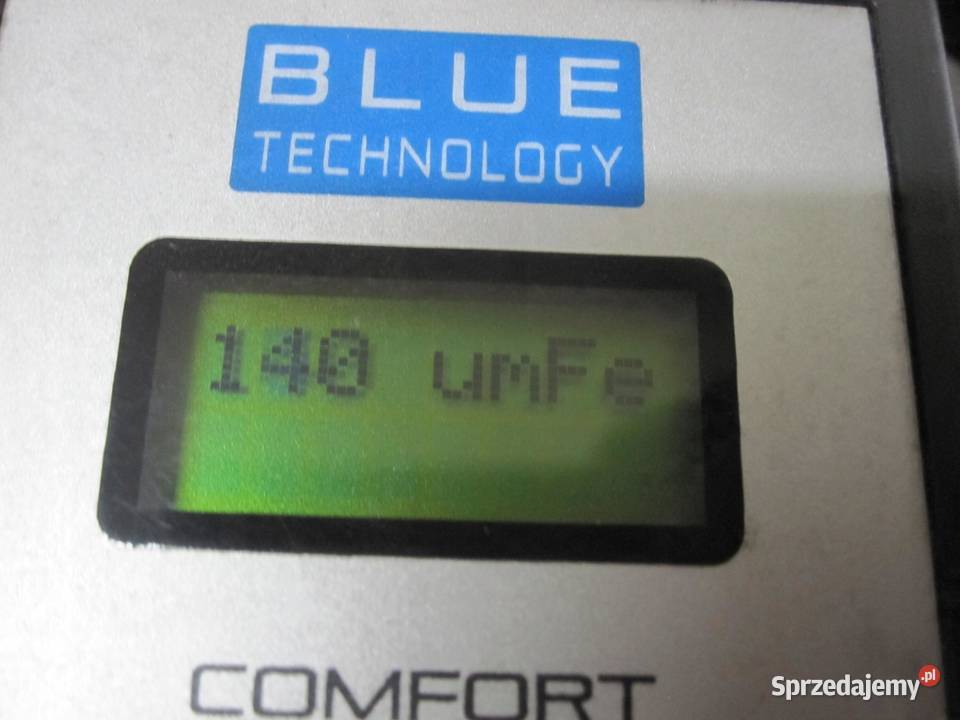 BLUE
TECHNOLOGY
140 umFe
COMFORT
Sprzedajemy.pl